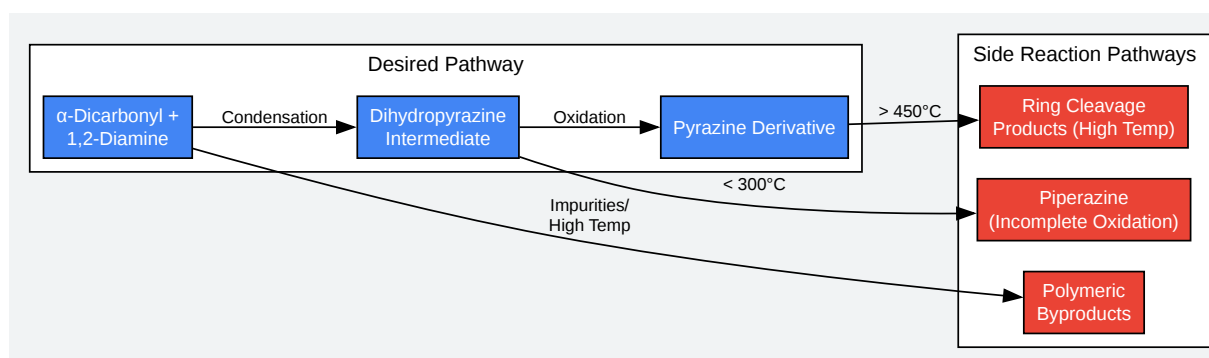 Desired Pathway
α-Dicarbonyl +
1,2-Diamine
Condensation
Dihydropyrazine
Intermediate
Oxidation
Pyrazine Derivative
> 450°C
< 300°C
Impurities/
High Temp
Side Reaction Pathways
Ring Cleavage
Products (High Temp)
Piperazine
(Incomplete Oxidation)
Polymeric
Byproducts